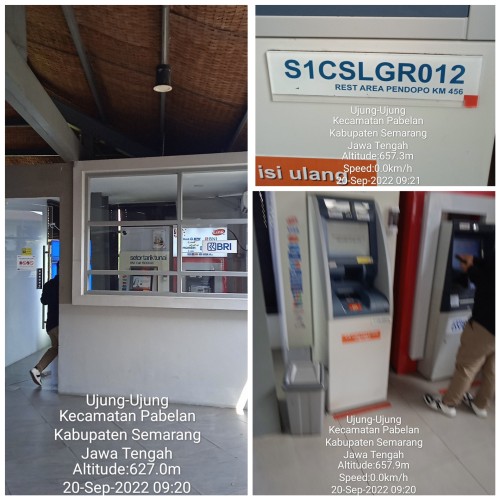 BRI
setor tarik tunai
Ujung-Ujung
Kecamatan Pabelan
Kabupaten Semarang
Jawa Tengah
Altitude:627.0m
20-Sep-2022 09:20
S1CSLGR012
REST AREA PENDOPO KM 456
isi ulang
Ujung-Ujung
Kecamatan Pabelan
Kabupaten Semarang
Jawa Tengah
Altitude:657.3m
Speed:0.0km/h
20-Sep-2022 09:21
Ujung-Ujung
Kecamatan Pabelan
Kabupaten Semarang
Jawa Tengah
Altitude:657.9m
Speed:0.0km/h
20-Sep-2022 09:20